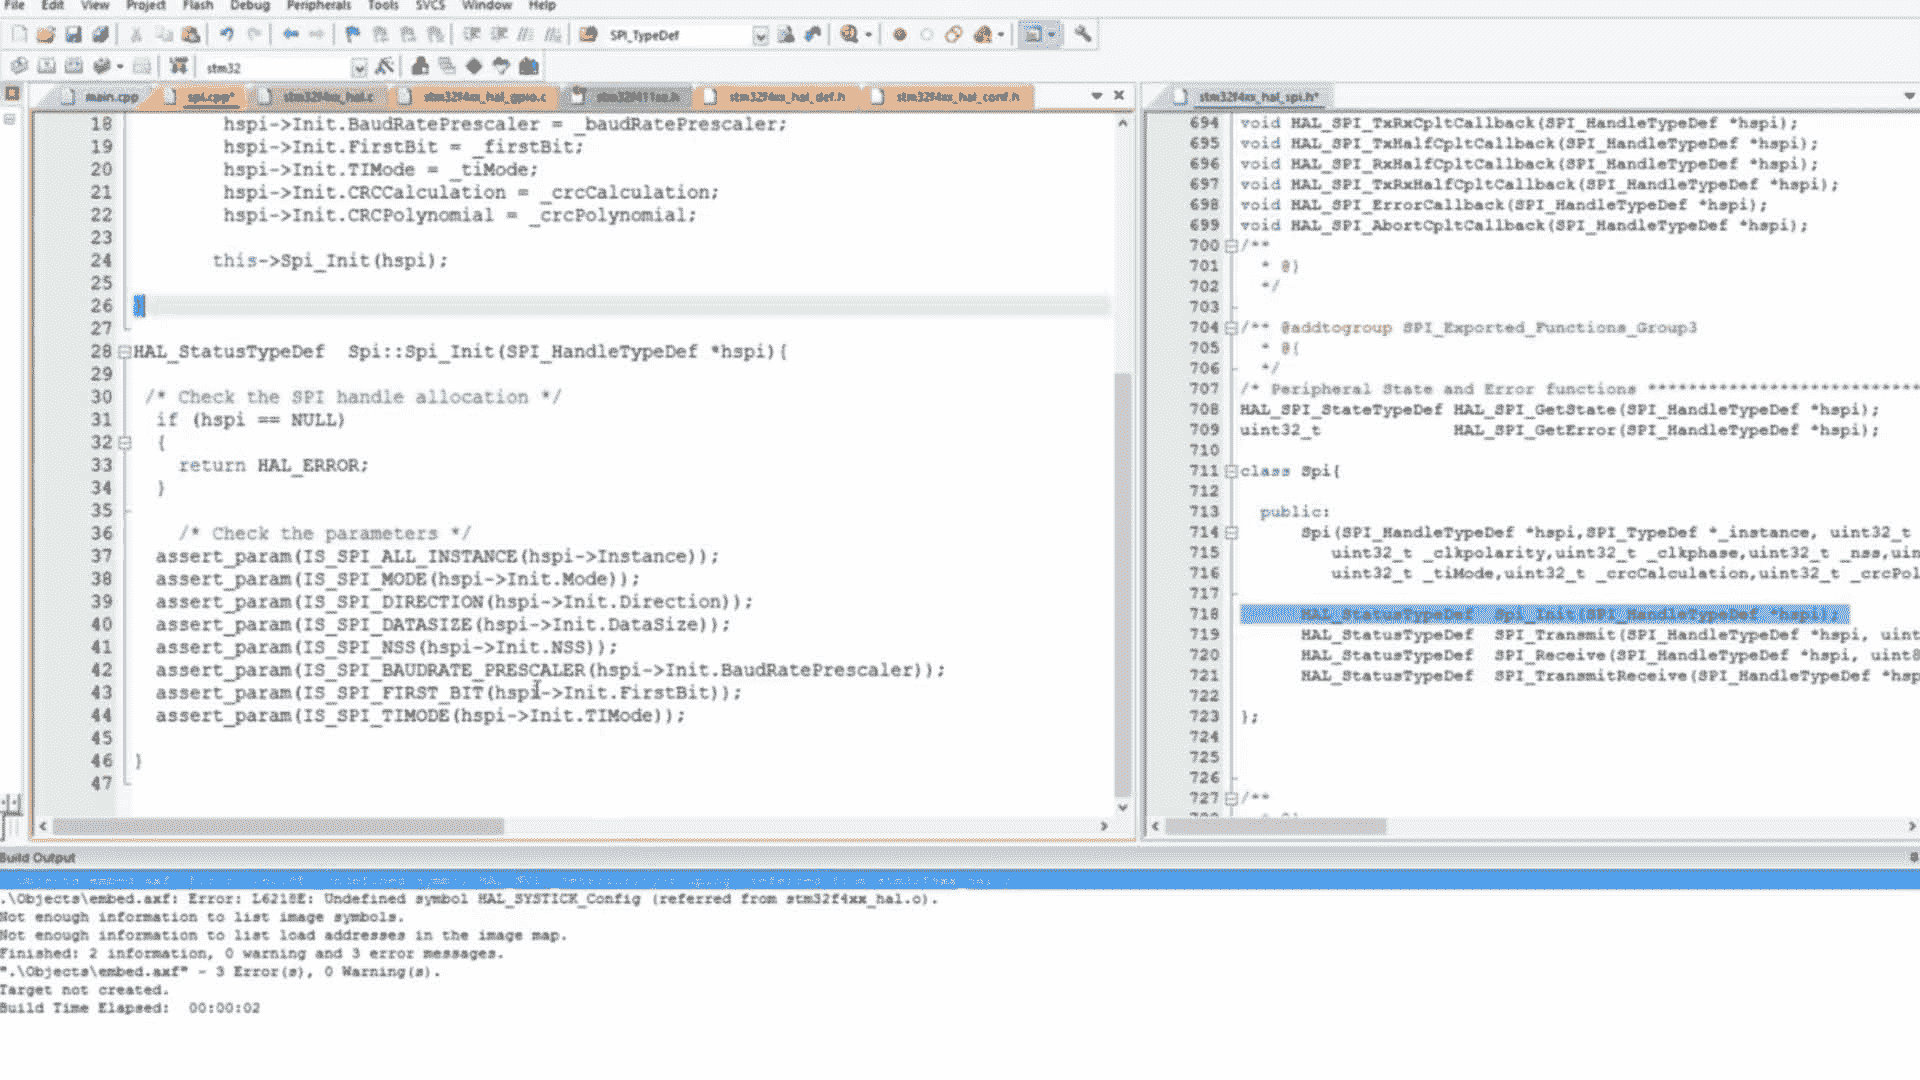 File Edit View Project Flash Debug Peripherals Tools SVCS Window Help
SPI_TypeDef
stm32
main.cpp spi.cpp* stm32f4xx_hal.c stm32f4xx_hal_gpio.c stm32f411xe.h stm32f4xx_hal_def.h stm32f4xx_hal_conf.h
18 hspi->Init.BaudRatePrescaler = _baudRatePrescaler;
19 hspi->Init.FirstBit = _firstBit;
20 hspi->Init.TIMode = _tiMode;
21 hspi->Init.CRCCalculation = _crcCalculation;
22 hspi->Init.CRCPolynomial = _crcPolynomial;
23
24 this->Spi_Init(hspi);
25
26 }
27
28 HAL_StatusTypeDef Spi::Spi_Init(SPI_HandleTypeDef *hspi){
29
30 /* Check the SPI handle allocation */
31 if (hspi == NULL)
32 {
33 return HAL_ERROR;
34 }
35
36 /* Check the parameters */
37 assert_param(IS_SPI_ALL_INSTANCE(hspi->Instance));
38 assert_param(IS_SPI_MODE(hspi->Init.Mode));
39 assert_param(IS_SPI_DIRECTION(hspi->Init.Direction));
40 assert_param(IS_SPI_DATASIZE(hspi->Init.DataSize));
41 assert_param(IS_SPI_NSS(hspi->Init.NSS));
42 assert_param(IS_SPI_BAUDRATE_PRESCALER(hspi->Init.BaudRatePrescaler));
43 assert_param(IS_SPI_FIRST_BIT(hspi->Init.FirstBit));
44 assert_param(IS_SPI_TIMODE(hspi->Init.TIMode));
45
46 }
47
stm32f4xx_hal_spi.h*
694 void HAL_SPI_TxRxCpltCallback(SPI_HandleTypeDef *hspi);
695 void HAL_SPI_TxHalfCpltCallback(SPI_HandleTypeDef *hspi);
696 void HAL_SPI_RxHalfCpltCallback(SPI_HandleTypeDef *hspi);
697 void HAL_SPI_TxRxHalfCpltCallback(SPI_HandleTypeDef *hspi);
698 void HAL_SPI_ErrorCallback(SPI_HandleTypeDef *hspi);
699 void HAL_SPI_AbortCpltCallback(SPI_HandleTypeDef *hspi);
700 /**
701 * @}
702 */
703
704 /** @addtogroup SPI_Exported_Functions_Group3
705 * @{
706 */
707 /* Peripheral State and Error functions ***************************
708 HAL_SPI_StateTypeDef HAL_SPI_GetState(SPI_HandleTypeDef *hspi);
709 uint32_t HAL_SPI_GetError(SPI_HandleTypeDef *hspi);
710
711 class Spi{
712
713 public:
714 Spi(SPI_HandleTypeDef *hspi,SPI_TypeDef *_instance, uint32_t
715 uint32_t _clkpolarity,uint32_t _clkphase,uint32_t _nss,uin
716 uint32_t _tiMode,uint32_t _crcCalculation,uint32_t _crcPol
717
718 HAL_StatusTypeDef Spi_Init(SPI_HandleTypeDef *hspi);
719 HAL_StatusTypeDef SPI_Transmit(SPI_HandleTypeDef *hspi, uint
720 HAL_StatusTypeDef SPI_Receive(SPI_HandleTypeDef *hspi, uint8
721 HAL_StatusTypeDef SPI_TransmitReceive(SPI_HandleTypeDef *hsp
722
723 };
724
725
726
727 /**
Build Output
.\Objects\embed.axf: Error: L6218E: Undefined symbol HAL_SYSTICK_Config (referred from stm32f4xx_hal.o).
Not enough information to list image symbols.
Not enough information to list load addresses in the image map.
Finished: 2 information, 0 warning and 3 error messages.
".\Objects\embed.axf" - 3 Error(s), 0 Warning(s).
Target not created.
Build Time Elapsed: 00:00:02